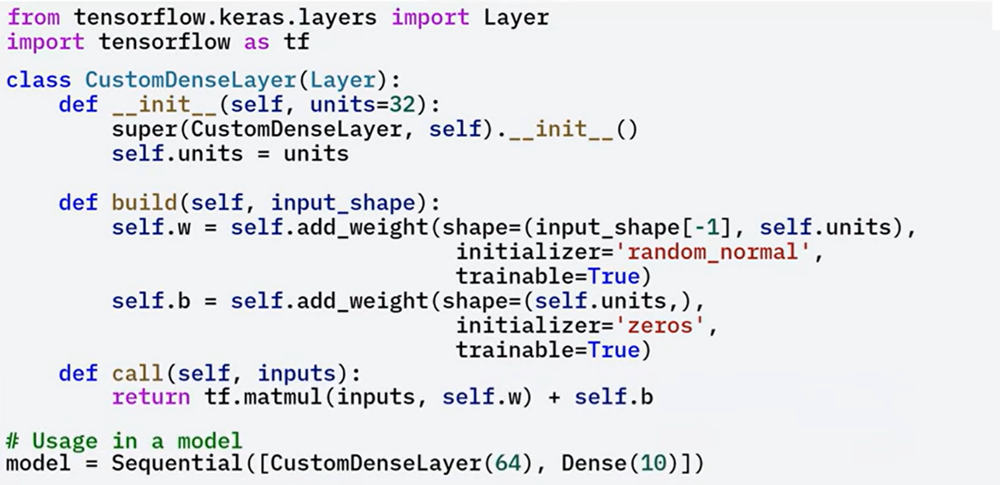 from tensorflow.keras.layers import Layer
import tensorflow as tf
class CustomDenseLayer(Layer):
    def __init__(self, units=32):
        super(CustomDenseLayer, self).__init__()
        self.units = units
    def build(self, input_shape):
        self.w = self.add_weight(shape=(input_shape[-1], self.units),
                                 initializer='random_normal',
                                 trainable=True)
        self.b = self.add_weight(shape=(self.units,),
                                 initializer='zeros',
                                 trainable=True)
    def call(self, inputs):
        return tf.matmul(inputs, self.w) + self.b
# Usage in a model
model = Sequential([CustomDenseLayer(64), Dense(10)])